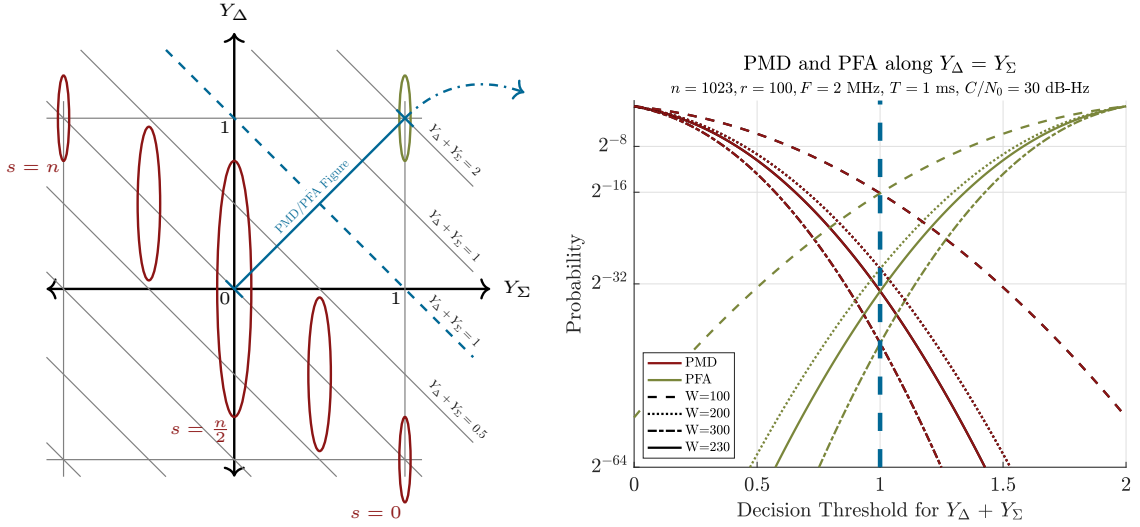 Y_Δ
1
s = n
Y_Δ+Y_Σ=2
PMD/PFA Figure
Y_Δ+Y_Σ=1
0
1
Y_Σ
Y_Δ+Y_Σ=1
Y_Δ+Y_Σ=0.5
s = n/2
s = 0
PMD and PFA along Y_Δ = Y_Σ
n = 1023, r = 100, F = 2 MHz, T = 1 ms, C/N_0 = 30 dB-Hz
Probability
2^-8
2^-16
2^-32
2^-64
PMD
PFA
W=100
W=200
W=300
W=230
0
0.5
1
1.5
2
Decision Threshold for Y_Δ + Y_Σ